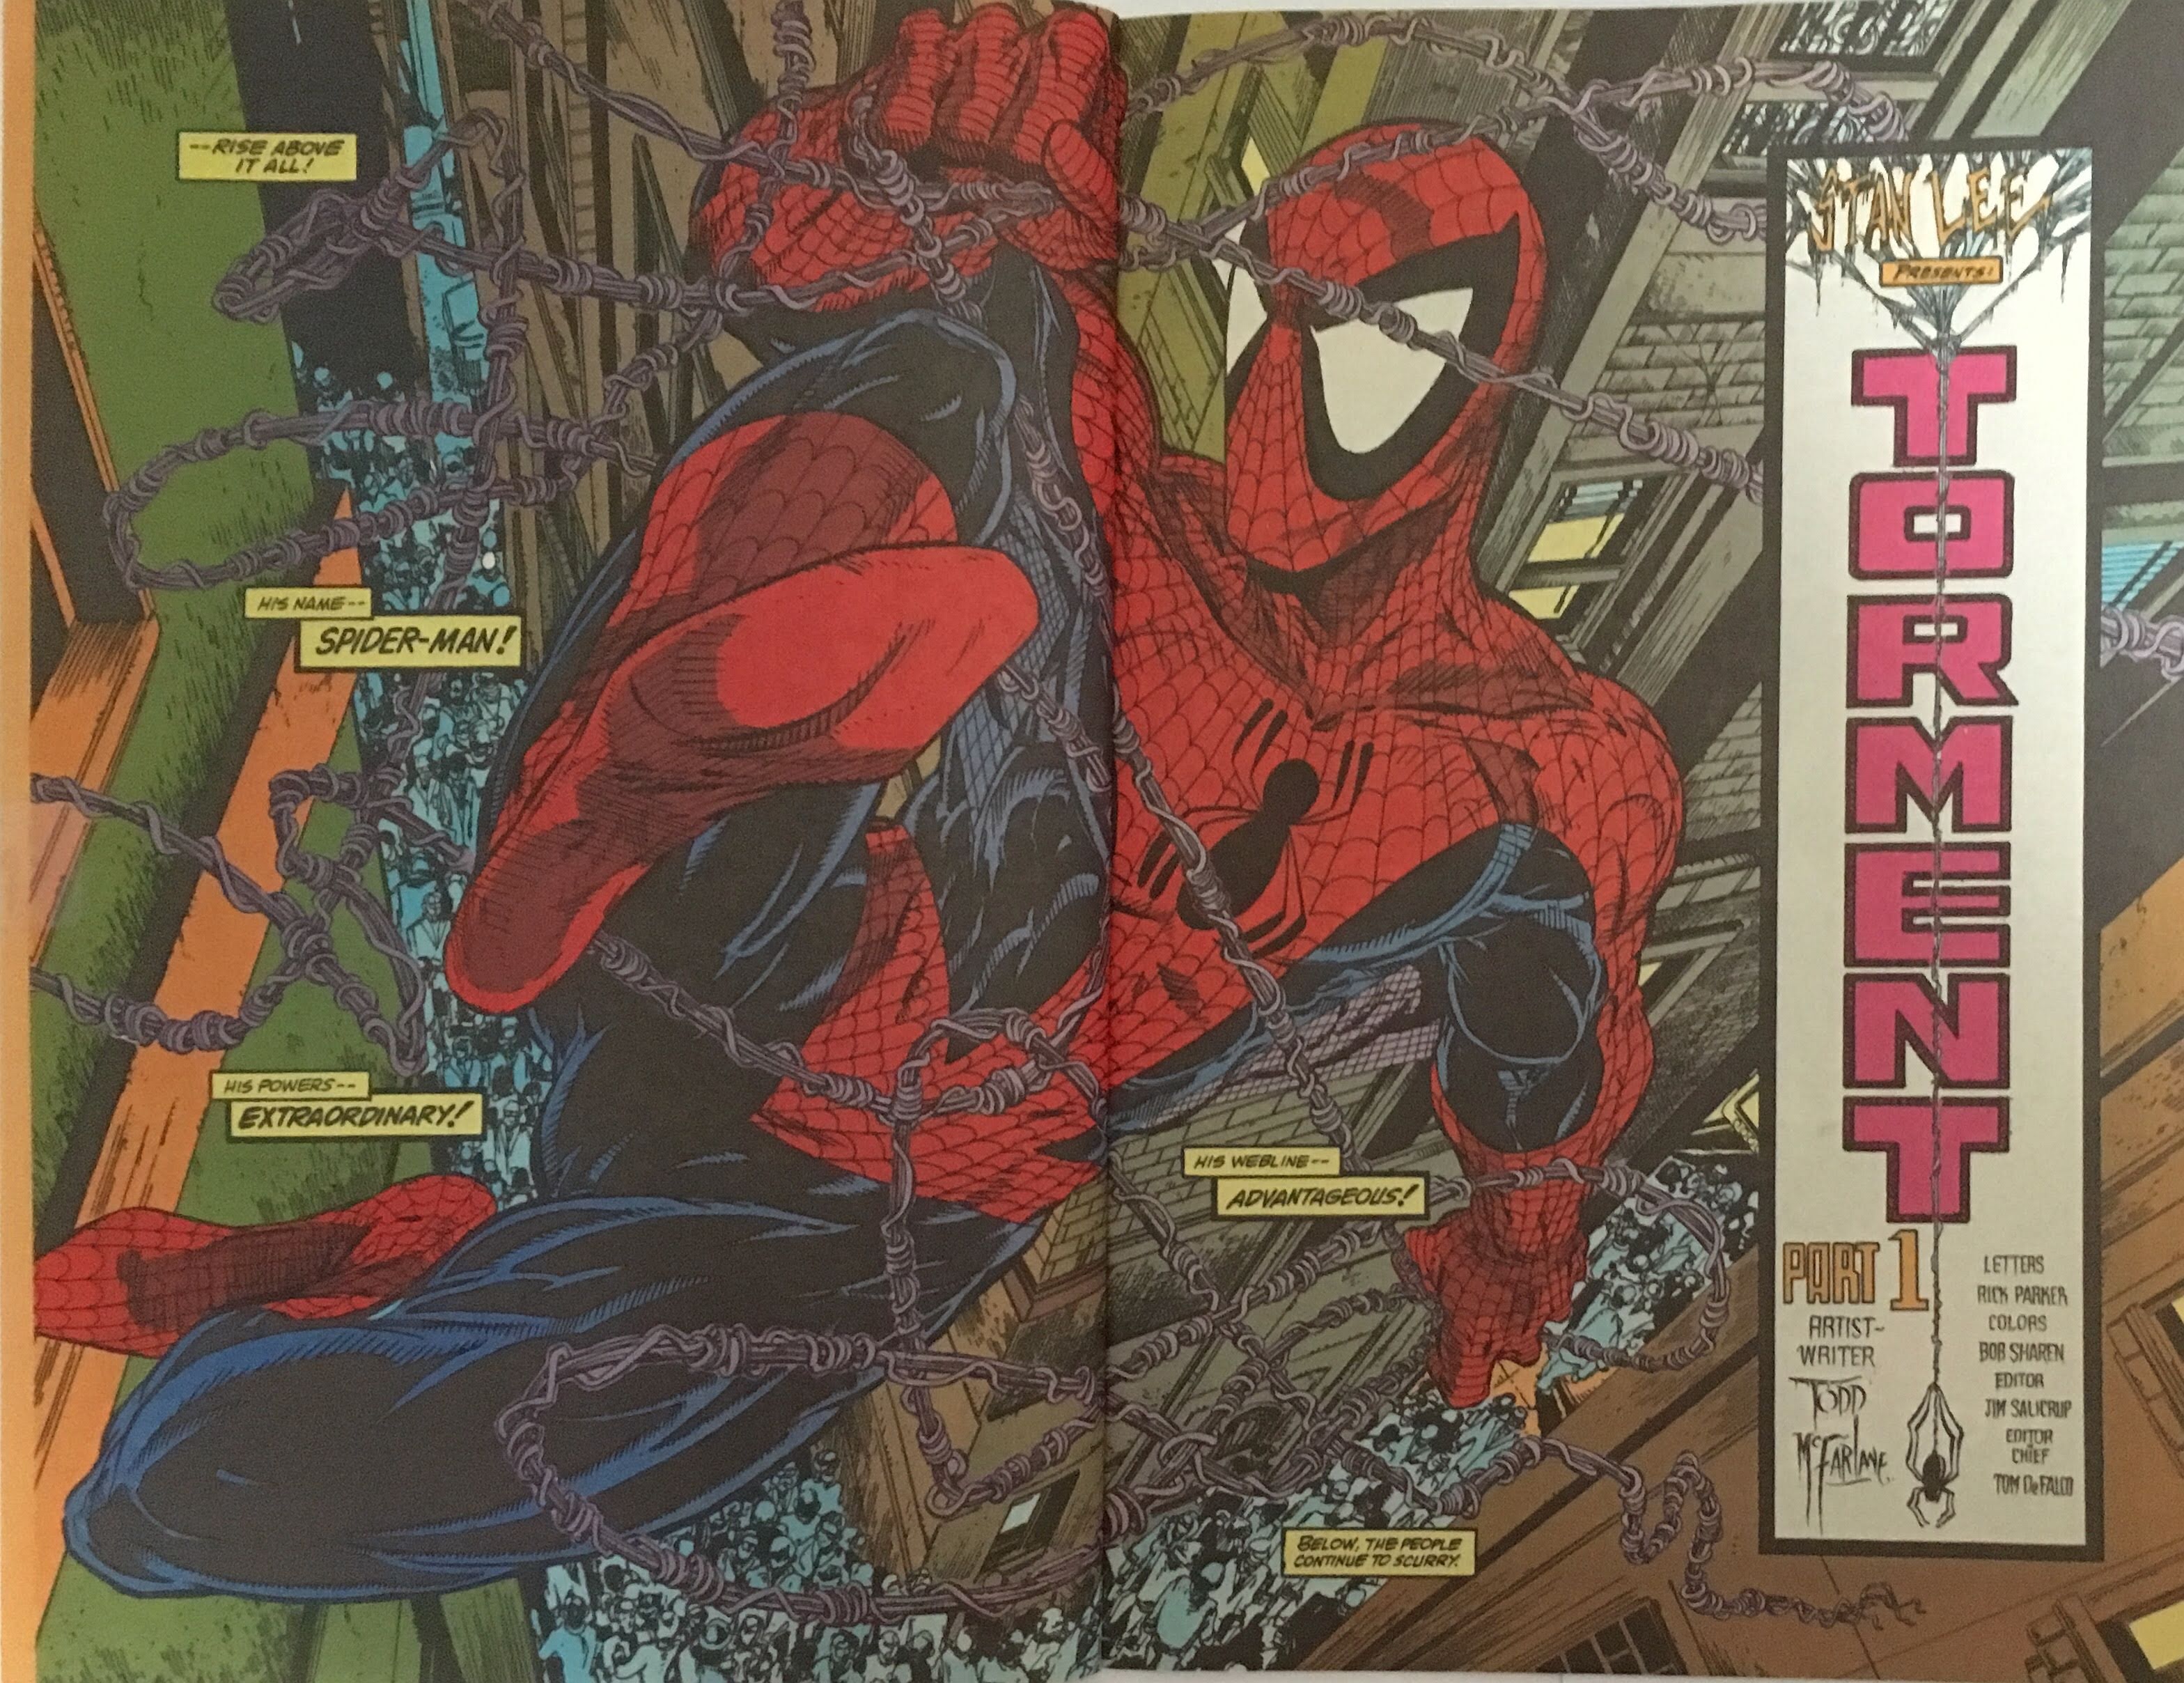 --RISE ABOVE
IT ALL!
HIS NAME--
SPIDER-MAN!
HIS POWERS--
EXTRAORDINARY!
HIS WEBLINE--
ADVANTAGEOUS!
BELOW, THE PEOPLE
CONTINUE TO SCURRY.
STAN LEE
PRESENTS:
TORMENT
PART 1
ARTIST-
WRITER
TODD
McFARLANE
LETTERS
RICK PARKER
COLORS
BOB SHAREN
EDITOR
JIM SALICRUP
EDITOR
CHIEF
TOM DeFALCO